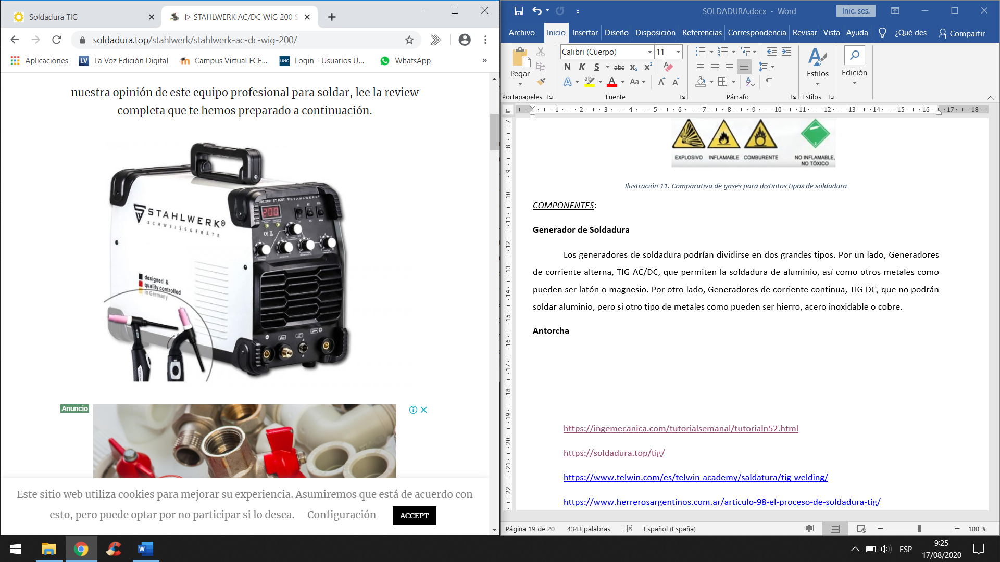 Soldadura TIG
▷ STAHLWERK AC/DC WIG 200 S
soldadura.top/stahlwerk/stahlwerk-ac-dc-wig-200/
Aplicaciones
La Voz Edición Digital
Campus Virtual FCE...
UNC
Login - Usuarios U...
WhatsApp
»
nuestra opinión de este equipo profesional para soldar, lee la review
completa que te hemos preparado a continuación.
STAHLWERK®
SCHWEISSGERÄTE
DC 200 ST IGBT STAHLWERK®
200
designed &
quality controlled
in Germany
Anuncio
Este sitio web utiliza cookies para mejorar su experiencia. Asumiremos que está de acuerdo con
esto, pero puede optar por no participar si lo desea. Configuración ACCEPT
SOLDADURA.docx - Word
Inic. ses.
Archivo Inicio Insertar Diseño Disposición Referencias Correspondencia Revisar Vista Ayuda ¿Qué des Compartir
Calibri (Cuerpo) 11
Pegar
N K S abc x₂ x²
Aa
Estilos
Edición
Portapapeles Fuente Párrafo Estilos
1 2 3 4 5 6 7 8 9 10 11 12 13 14 15 16 17 18
7 8 9 10 11 12 13 14 15 16 17 18 19 20 21 22
EXPLOSIVO INFLAMABLE COMBURENTE NO INFLAMABLE,
NO TÓXICO
Ilustración 11. Comparativa de gases para distintos tipos de soldadura
COMPONENTES:
Generador de Soldadura
Los generadores de soldadura podrían dividirse en dos grandes tipos. Por un lado, Generadores
de corriente alterna, TIG AC/DC, que permiten la soldadura de aluminio, así como otros metales como
pueden ser latón o magnesio. Por otro lado, Generadores de corriente continua, TIG DC, que no podrán
soldar aluminio, pero si otro tipo de metales como pueden ser hierro, acero inoxidable o cobre.
Antorcha
https://ingemecanica.com/tutorialsemanal/tutorialn52.html
https://soldadura.top/tig/
https://www.telwin.com/es/telwin-academy/saldatura/tig-welding/
https://www.herrerosargentinos.com.ar/articulo-98-el-proceso-de-soldadura-tig/
Página 19 de 20 4343 palabras Español (España) 100 %
ESP
9:25
17/08/2020